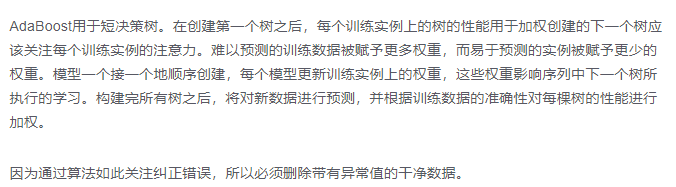 AdaBoost用于短决策树。在创建第一个树之后，每个训练实例上的树的性能用于加权创建的下一个树应
该关注每个训练实例的注意力。难以预测的训练数据被赋予更多权重，而易于预测的实例被赋予更少的
权重。模型一个接一个地顺序创建，每个模型更新训练实例上的权重，这些权重影响序列中下一个树所
执行的学习。构建完所有树之后，将对新数据进行预测，并根据训练数据的准确性对每棵树的性能进行
加权。
因为通过算法如此关注纠正错误，所以必须删除带有异常值的干净数据。